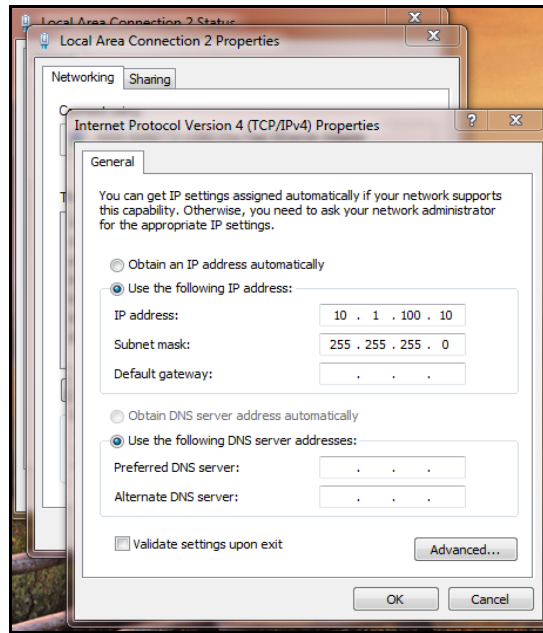 Local Area Connection 2 Status
Local Area Connection 2 Properties
Networking Sharing
Internet Protocol Version 4 (TCP/IPv4) Properties
General
You can get IP settings assigned automatically if your network supports
this capability. Otherwise, you need to ask your network administrator
for the appropriate IP settings.
Obtain an IP address automatically
Use the following IP address:
IP address: 10 . 1 . 100 . 10
Subnet mask: 255 . 255 . 255 . 0
Default gateway: . . .
Obtain DNS server address automatically
Use the following DNS server addresses:
Preferred DNS server: . . .
Alternate DNS server: . . .
Validate settings upon exit
Advanced...
OK Cancel